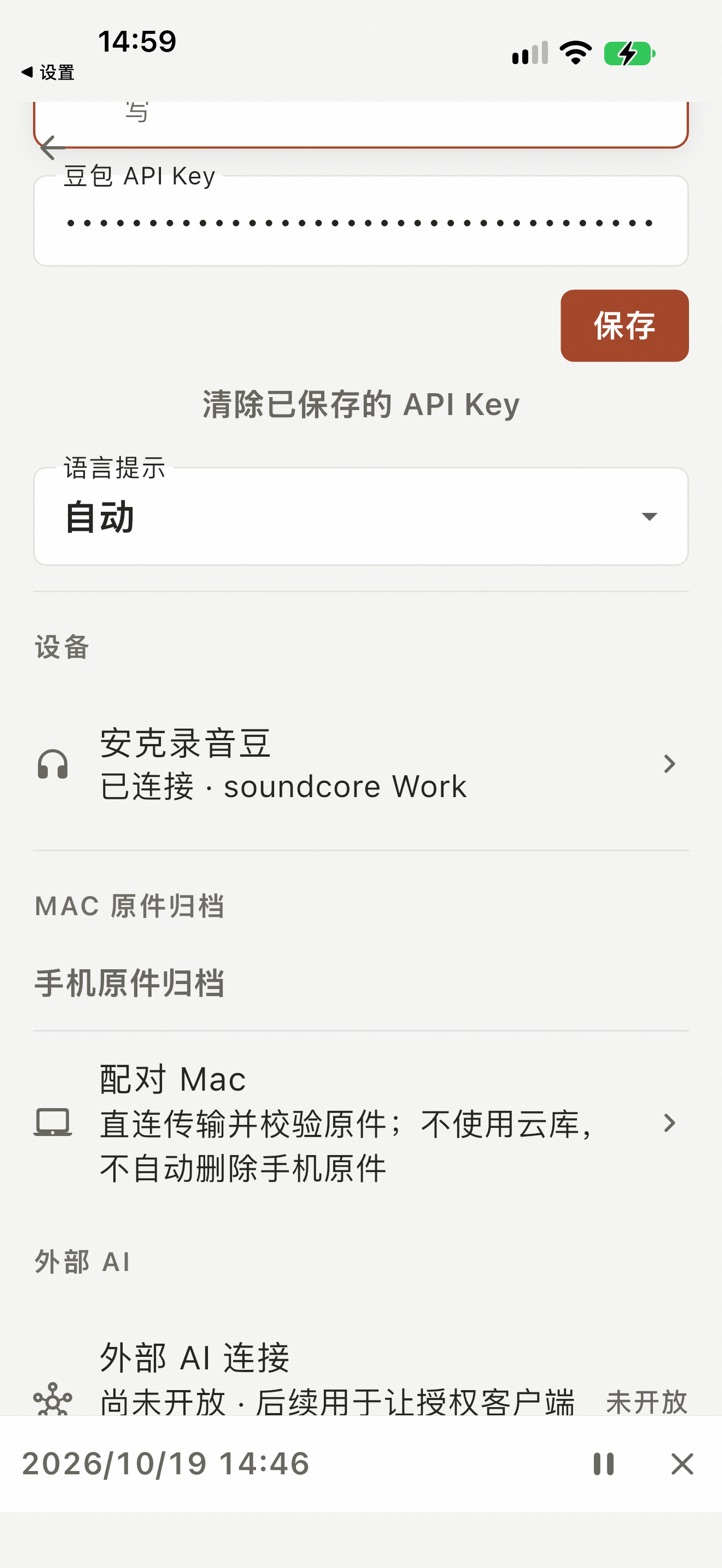 14:59
◀ 设置
写
豆包 API Key
••••••••••••••••••••••••••••••••••••
保存
清除已保存的 API Key
语言提示
自动
设备
安克录音豆
已连接 · soundcore Work
MAC 原件归档
手机原件归档
配对 Mac
直连传输并校验原件；不使用云库，
不自动删除手机原件
外部 AI
外部 AI 连接
尚未开放 · 后续用于让授权客户端
未开放
2026/10/19 14:46